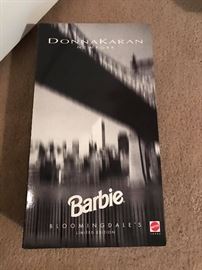 DONNAKARAN
NEW YORK
Barbie
BLOOMINGDALE'S
LIMITED EDITION